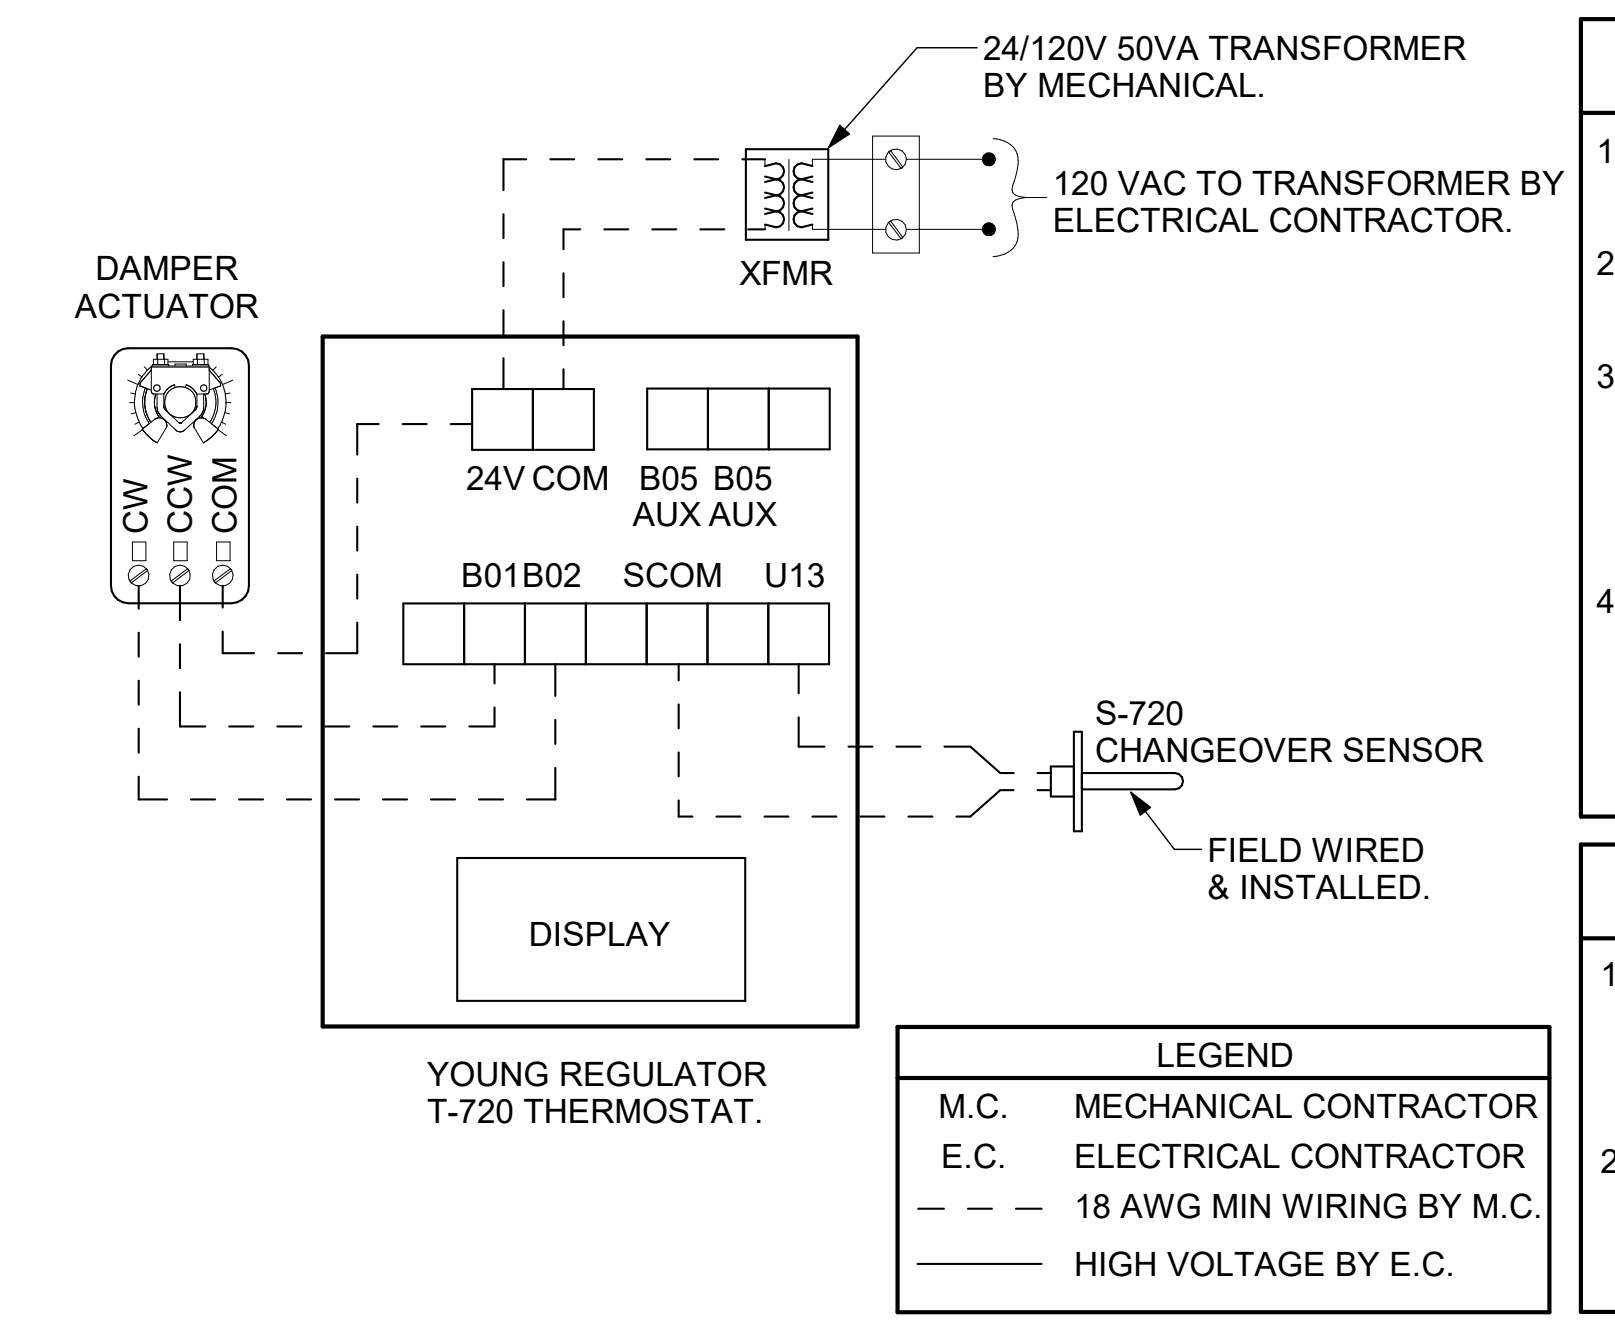 24/120V 50VA TRANSFORMER
BY MECHANICAL.
120 VAC TO TRANSFORMER BY
ELECTRICAL CONTRACTOR.
XFMR
DAMPER
ACTUATOR
CW
CCW
COM
24V COM
B05 B05
AUX AUX
B01 B02 SCOM U13
S-720
CHANGEOVER SENSOR
FIELD WIRED
& INSTALLED.
DISPLAY
YOUNG REGULATOR
T-720 THERMOSTAT.
LEGEND
M.C. MECHANICAL CONTRACTOR
E.C. ELECTRICAL CONTRACTOR
18 AWG MIN WIRING BY M.C.
HIGH VOLTAGE BY E.C.
1
2
3
4
1
2